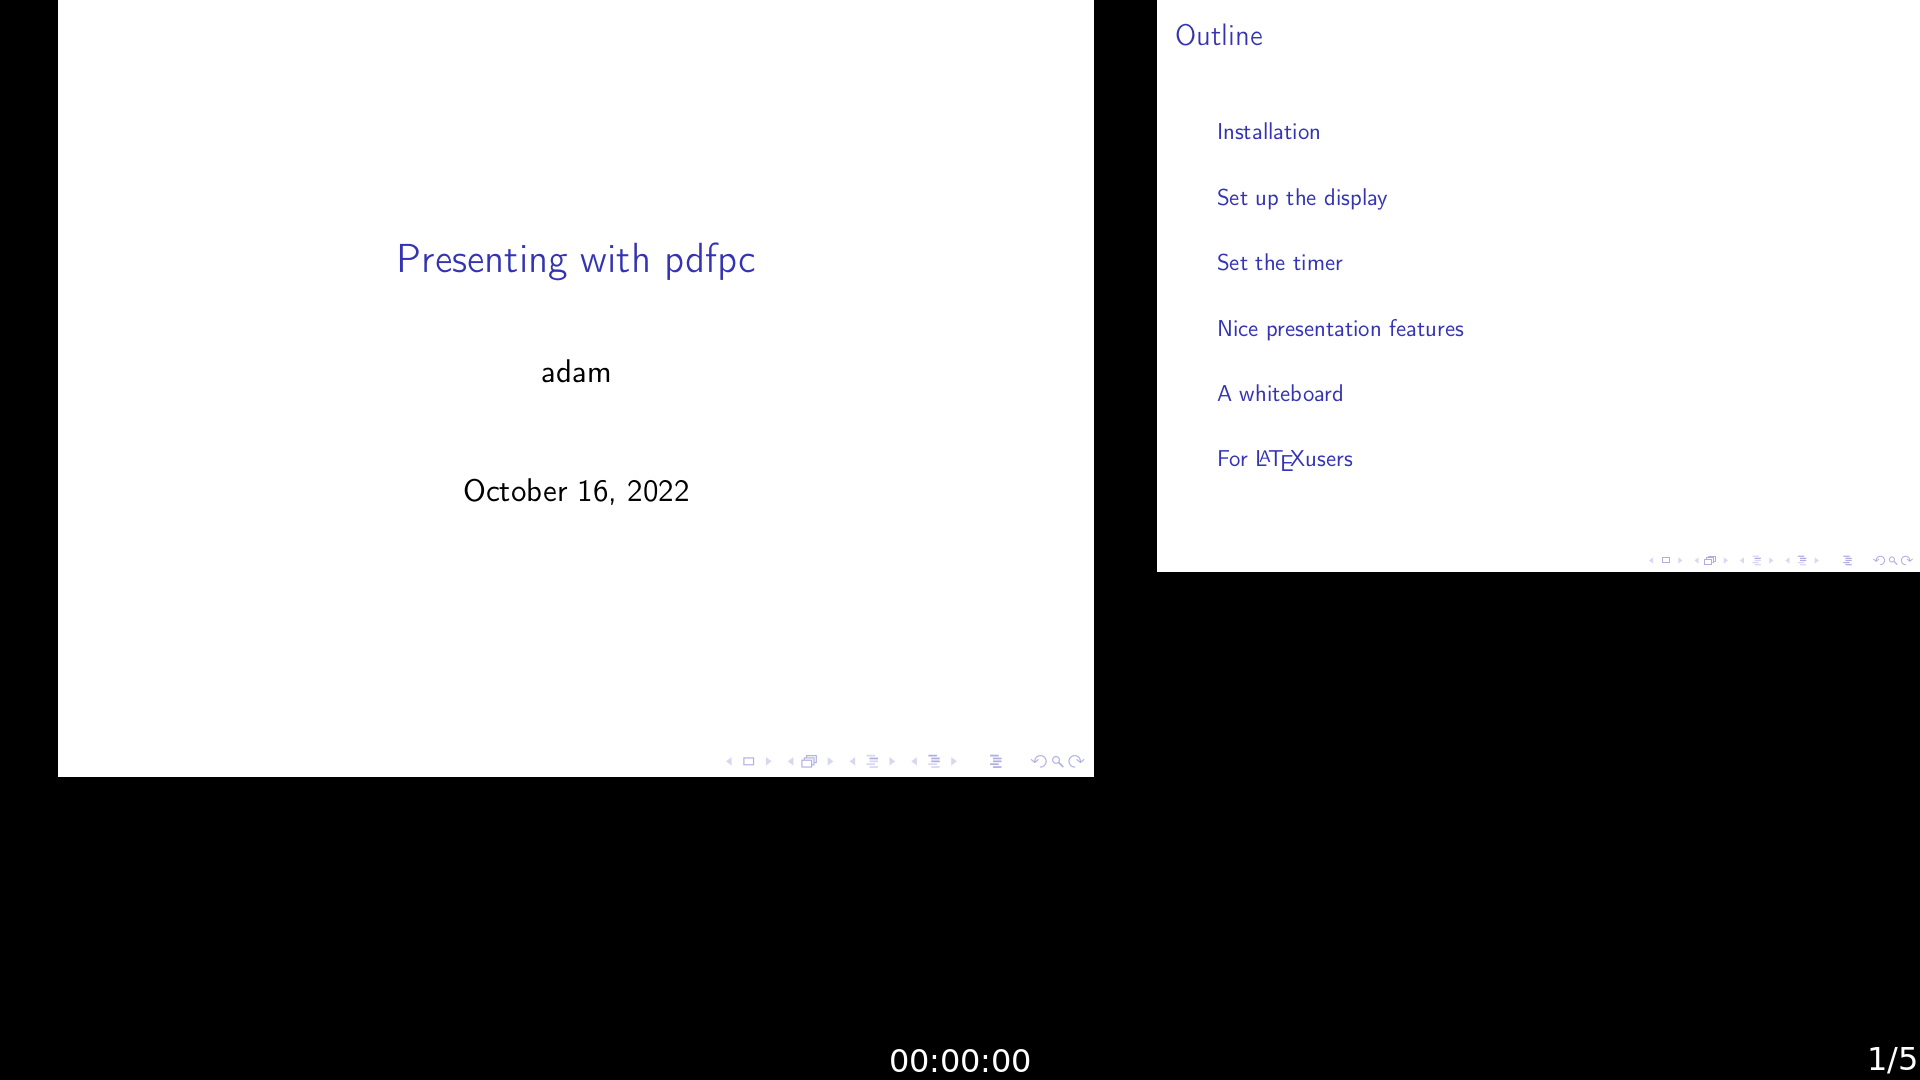 Presenting with pdfpc
adam
October 16, 2022
Outline
Installation
Set up the display
Set the timer
Nice presentation features
A whiteboard
For LATEXusers
00:00:00
1/5